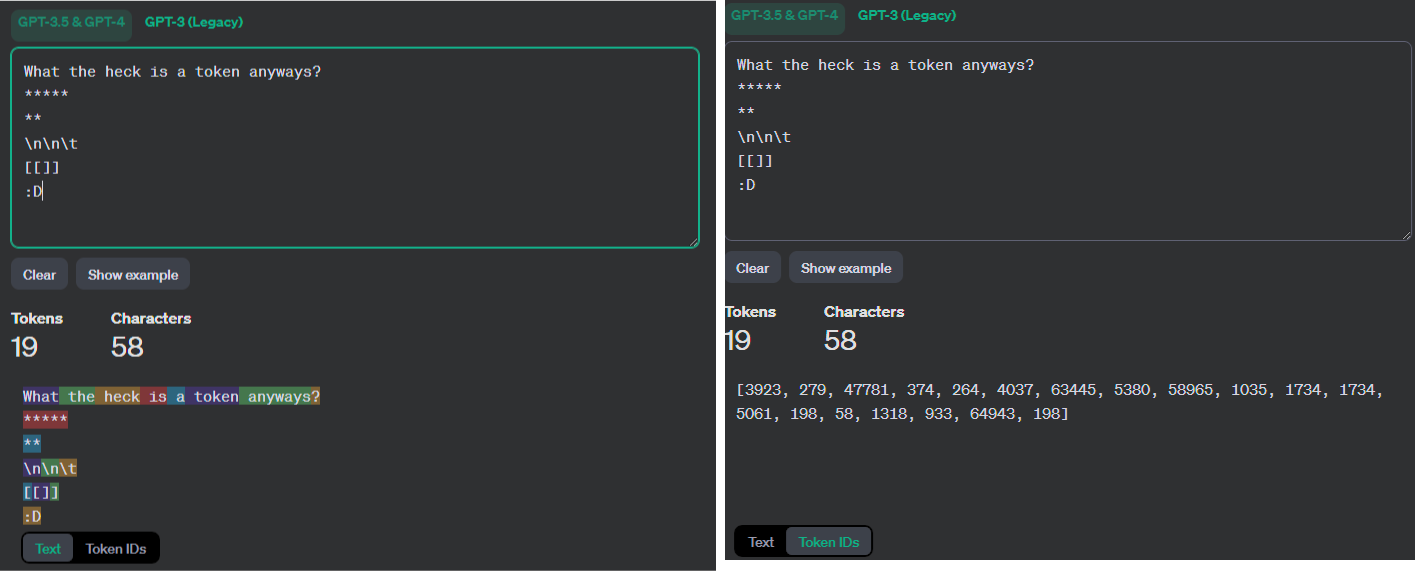 GPT-3.5 & GPT-4 GPT-3 (Legacy)
What the heck is a token anyways?
*****
**
\n\n\t
[[]]
:D
Clear Show example
Tokens Characters
19 58
What the heck is a token anyways?
*****
**
\n\n\t
[[]]
:D
Text Token IDs
GPT-3.5 & GPT-4 GPT-3 (Legacy)
What the heck is a token anyways?
*****
**
\n\n\t
[[]]
:D
Clear Show example
Tokens Characters
19 58
[3923, 279, 47781, 374, 264, 4037, 63445, 5380, 58965, 1035, 1734, 1734,
5061, 198, 58, 1318, 933, 64943, 198]
Text Token IDs